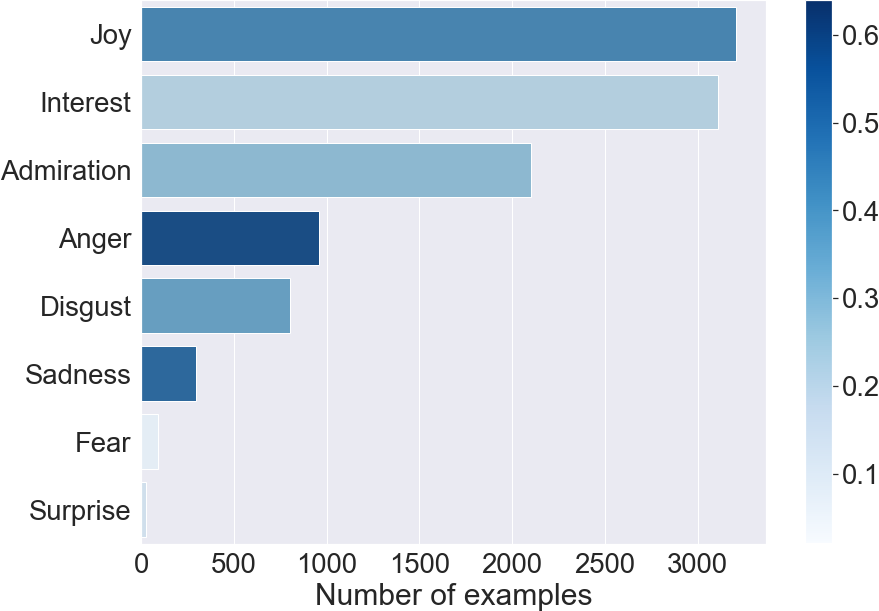 Joy
Interest
Admiration
Anger
Disgust
Sadness
Fear
Surprise
0 500 1000 1500 2000 2500 3000
Number of examples
0.6
0.5
0.4
0.3
0.2
0.1